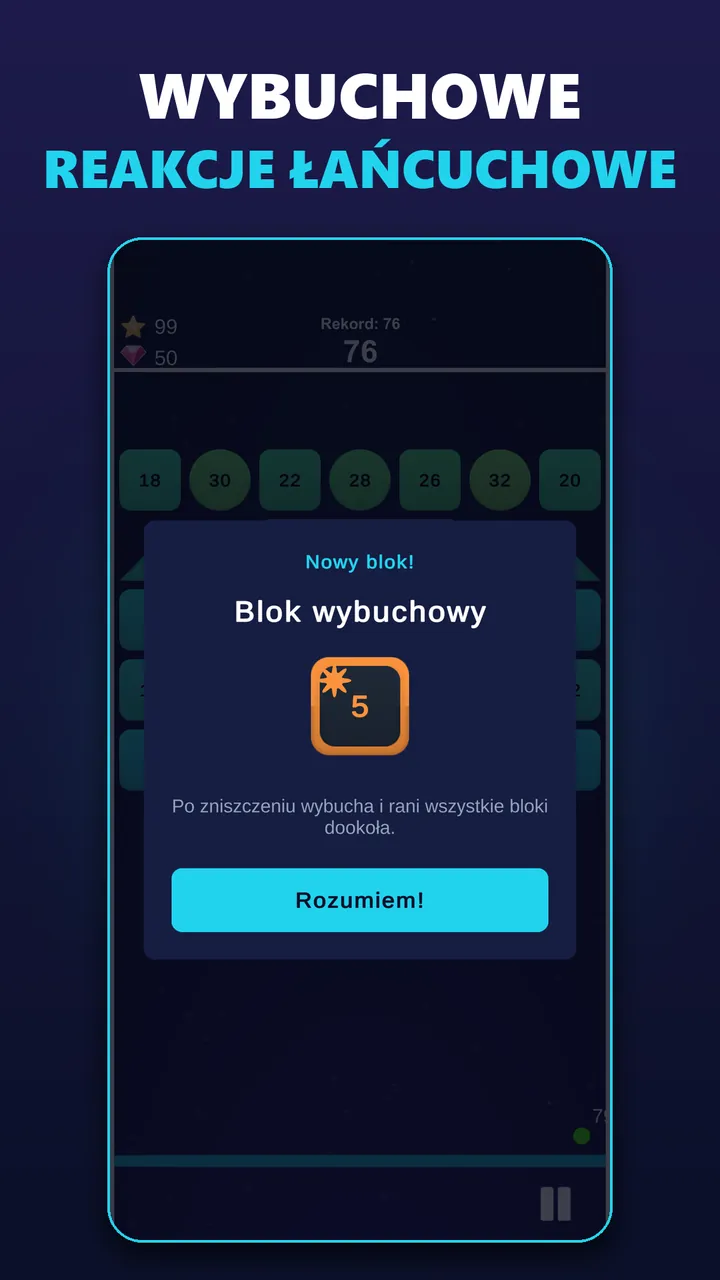 WYBUCHOWE
REAKCJE ŁAŃCUCHOWE
99
Rekord: 76
50
76
18 30 22 28 26 32 20
Nowy blok!
Blok wybuchowy
5
Po zniszczeniu wybucha i rani wszystkie bloki
dookoła.
Rozumiem!